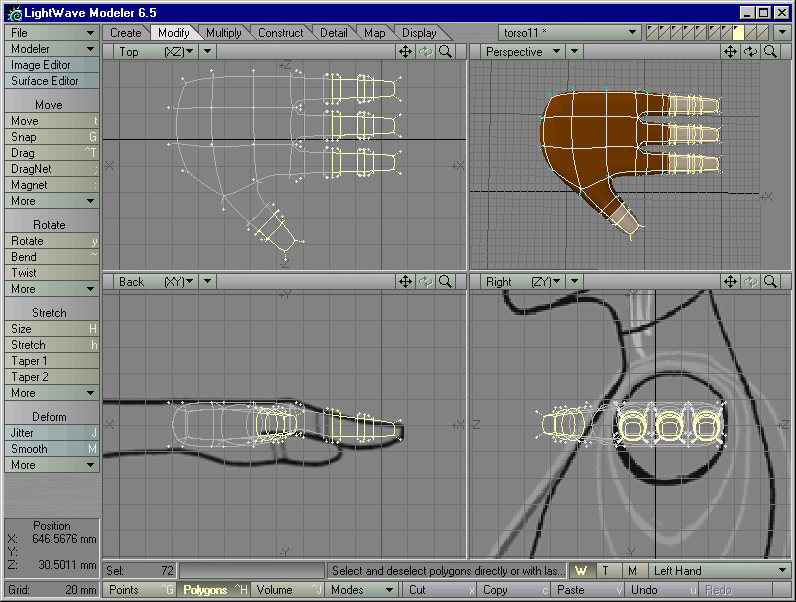 LightWave Modeler 6.5
File
Create Modify Multiply Construct Detail Map Display
torso11 *
Modeler
Top (XZ)
Perspective
Image Editor
Surface Editor
Move
Move t
Snap G
Drag ^T
DragNet ;
Magnet :
More
Rotate
Rotate y
Bend ~
Twist
More
Stretch
Size H
Stretch h
Taper 1
Taper 2
More
Deform
Jitter J
Smooth M
More
+Z
-X
+X
-Z
+X
Back (XY)
Right (ZY)
+Y
-X
+X
-Y
+Y
-Z
+Z
-Y
Position
X: 646.5676 mm
Y:
Z: 30.5011 mm
Grid: 20 mm
Sel: 72
Select and deselect polygons directly or with las...
W T M Left Hand
Points ^G Polygons ^H Volume ^J Modes Cut x Copy c Paste v Undo u Redo